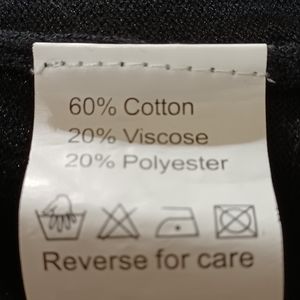 60% Cotton
20% Viscose
20% Polyester
Reverse for care